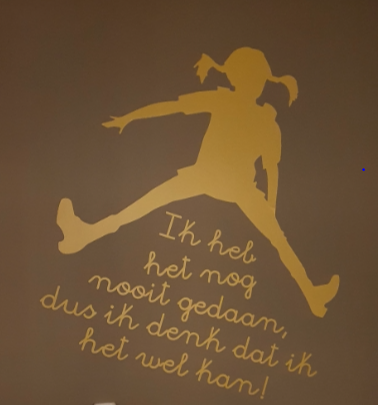 Ik heb
het nog
nooit gedaan,
dus ik denk dat ik
het wel kan!